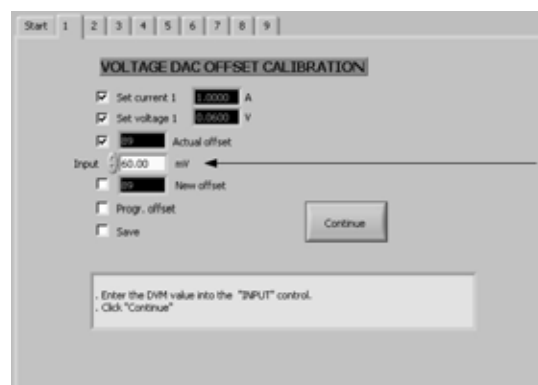 Start 1 2 3 4 5 6 7 8 9
VOLTAGE DAC OFFSET CALIBRATION
Set current 1 1.0000 A
Set voltage 1 0.0600 V
89 Actual offset
Input 60.00 mV
89 New offset
Progr. offset
Save
Continue
. Enter the DVM value into the "INPUT" control.
. Click "Continue"